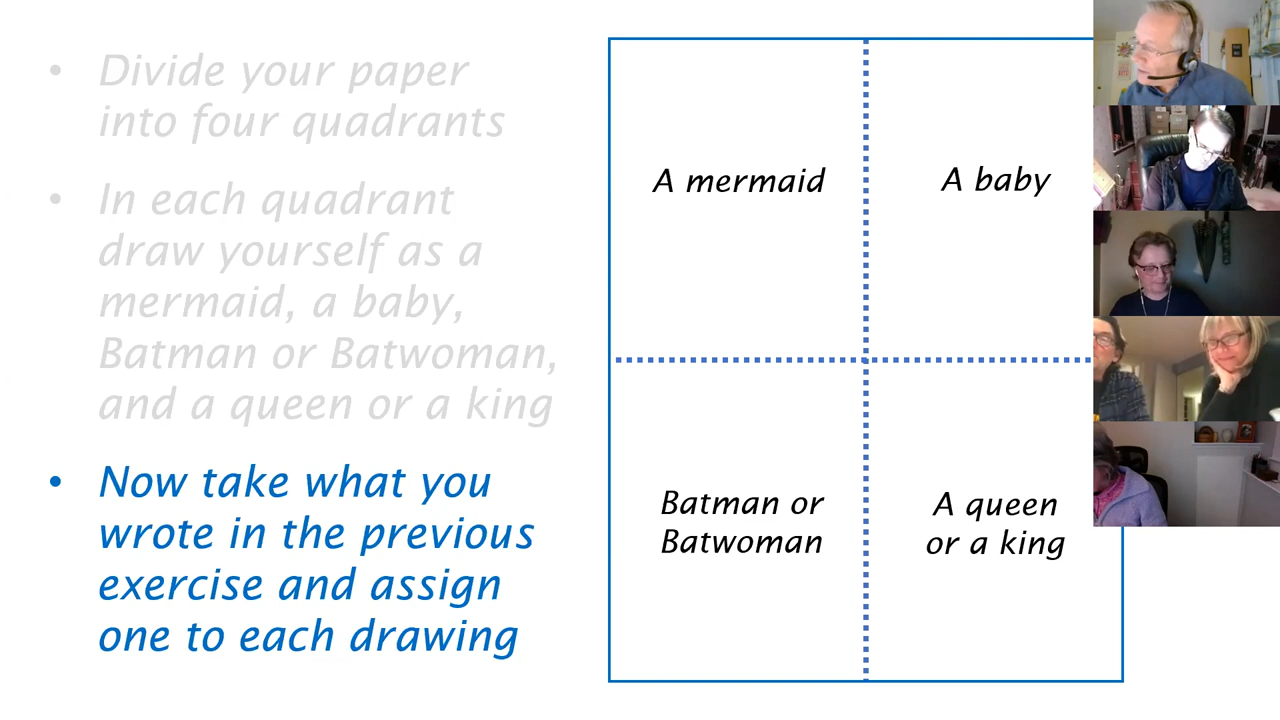 • Divide your paper
into four quadrants
• In each quadrant
draw yourself as a
mermaid, a baby,
Batman or Batwoman,
and a queen or a king
• Now take what you
wrote in the previous
exercise and assign
one to each drawing
A mermaid
A baby
Batman or
Batwoman
A queen
or a king